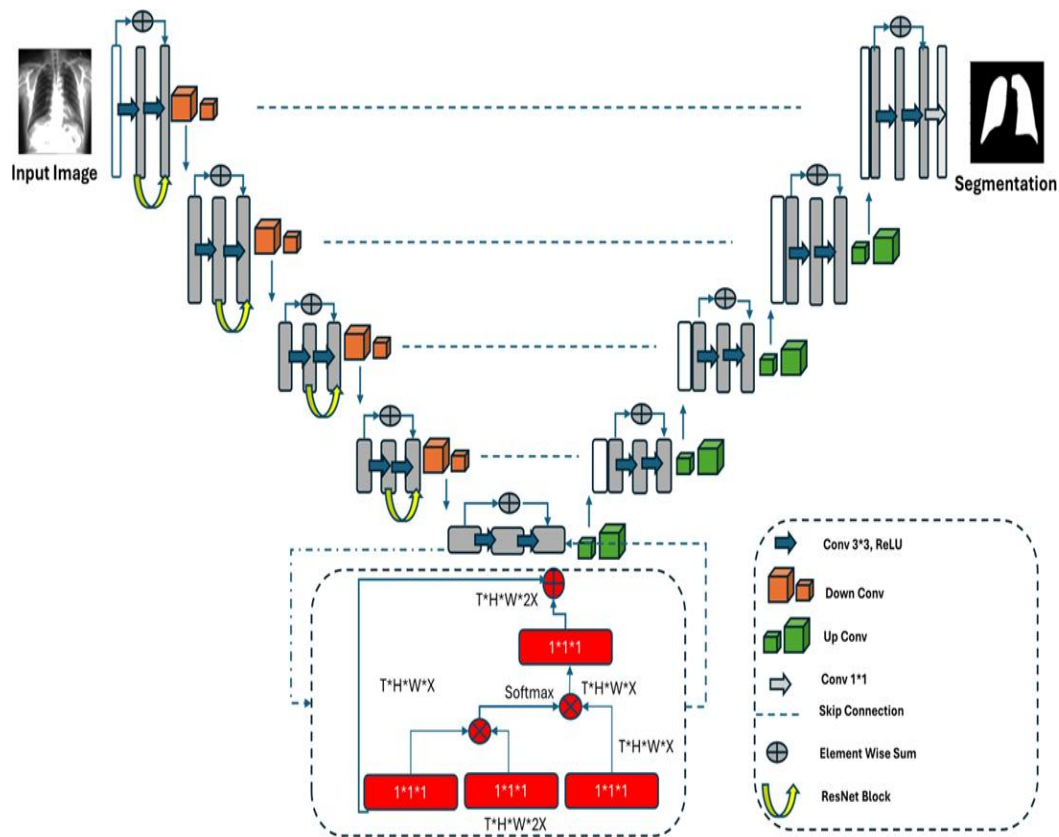 Input Image
Segmentation
T*H*W*2X
1*1*1
T*H*W*X
Softmax
T*H*W*X
T*H*W*X
1*1*1
1*1*1
1*1*1
T*H*W*2X
Conv 3*3, ReLU
Down Conv
Up Conv
Conv 1*1
Skip Connection
Element Wise Sum
ResNet Block